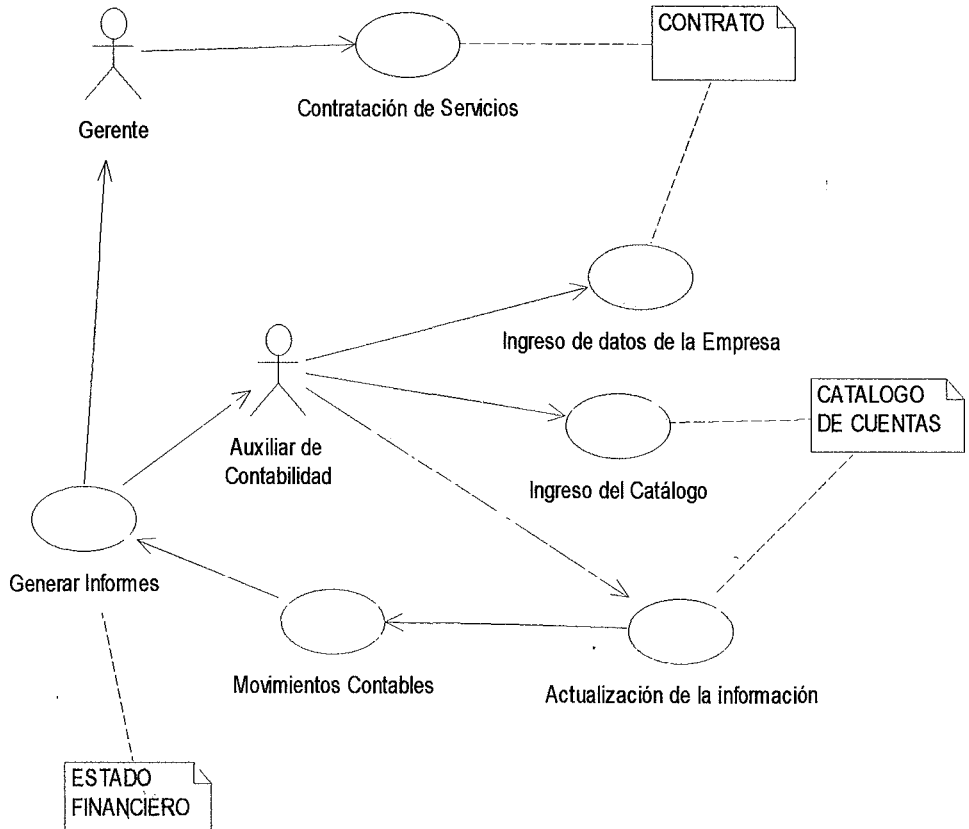 CONTRATO
Contratación de Servicios
Gerente
Ingreso de datos de la Empresa
CATALOGO
DE CUENTAS
Auxiliar de
Contabilidad
Ingreso del Catálogo
Generar Informes
Movimientos Contables
Actualización de la información
ESTADO
FINANCIERO